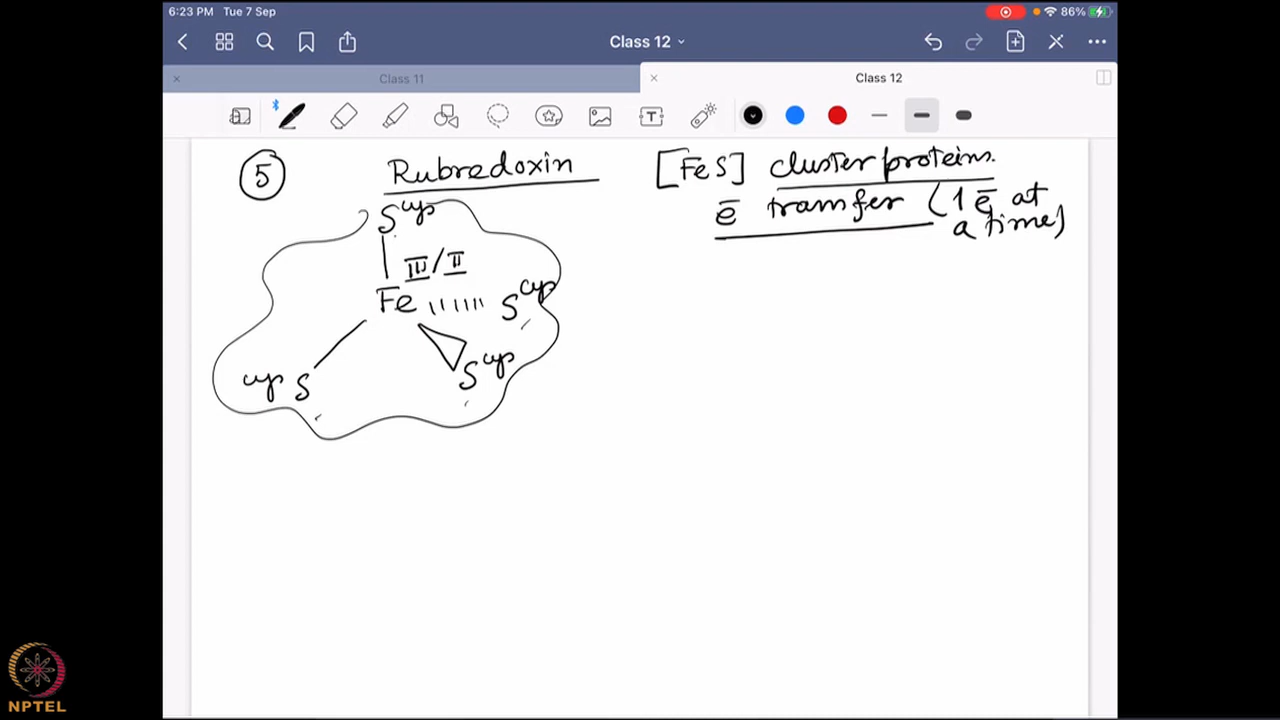 6:23 PM Tue 7 Sep
86%
Class 12
Class 11
Class 12
T
5
Rubredoxin
[FeS] cluster proteins.
ē transfer (1 ē at
a time)
S cys
III/II
Fe
S cys
S cys
cys S
NPTEL